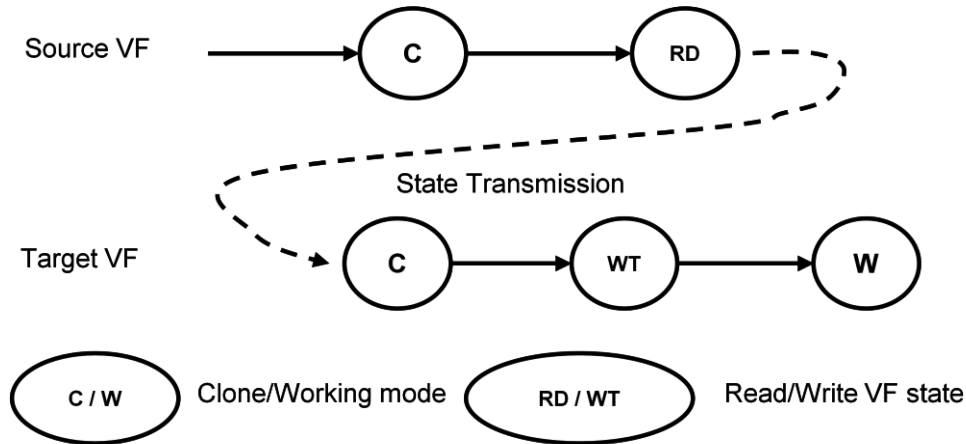 Source VF
C
RD
State Transmission
Target VF
C
WT
W
C / W
Clone/Working mode
RD / WT
Read/Write VF state